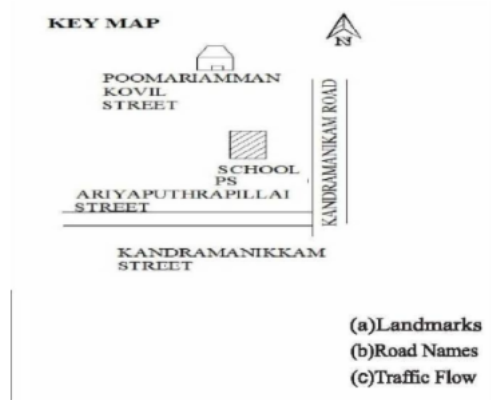 KEY MAP
N
POOMARIAMMAN
KOVIL
STREET
KANDRAMANIKAM ROAD
SCHOOL
PS
ARIYAPUTHRAPILLAI
STREET
KANDRAMANIKKAM
STREET
(a)Landmarks
(b)Road Names
(c)Traffic Flow